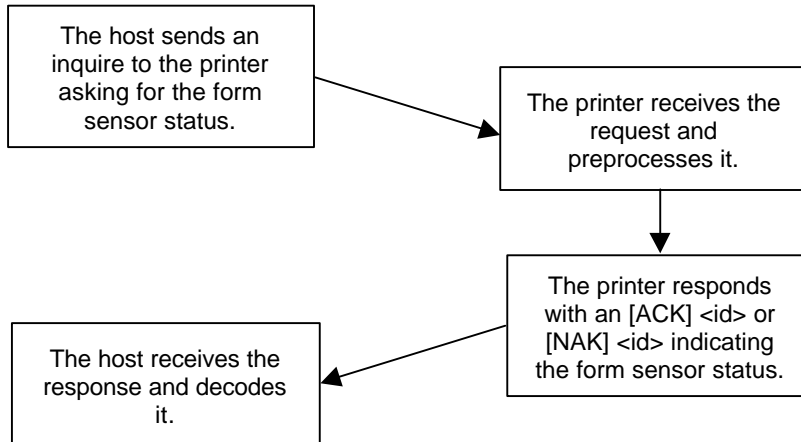 The host sends an
inquire to the printer
asking for the form
sensor status.
The printer receives the
request and
preprocesses it.
The printer responds
with an [ACK] <id> or
[NAK] <id> indicating
the form sensor status.
The host receives the
response and decodes
it.